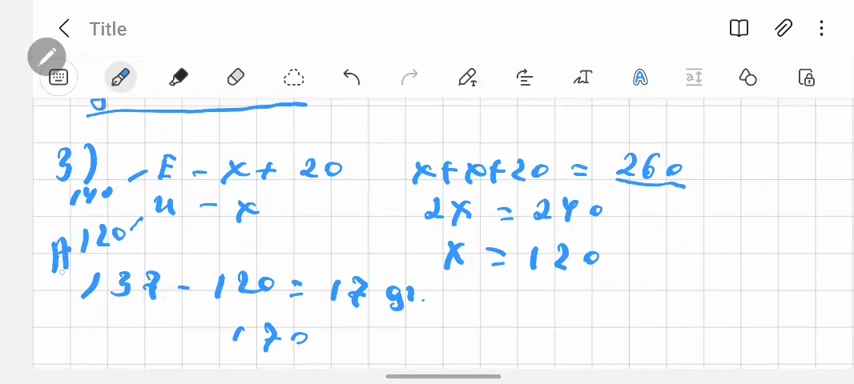 Title
3) - E - x + 20 x + x + 20 = 260
140 u - x 2x = 240
A 120 x = 120
137 - 120 = 17 gr.
170